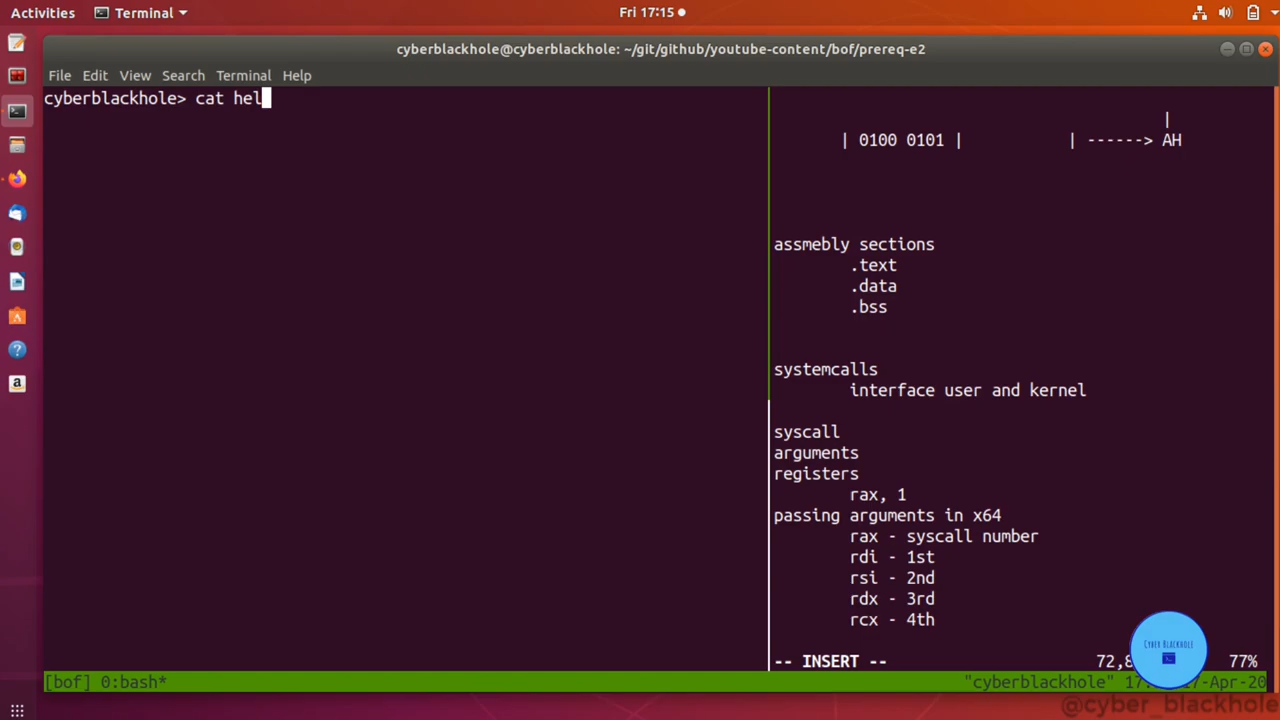 Activities Terminal Fri 17:15
cyberblackhole@cyberblackhole: ~/git/github/youtube-content/bof/prereq-e2
File Edit View Search Terminal Help
cyberblackhole> cat hel
|
| 0100 0101 | | ------> AH
assmebly sections
.text
.data
.bss
systemcalls
interface user and kernel
syscall
arguments
registers
rax, 1
passing arguments in x64
rax - syscall number
rdi - 1st
rsi - 2nd
rdx - 3rd
rcx - 4th
CYBER BLACKHOLE
-- INSERT -- 77%
[bof] 0:bash* "cyberblackhole"
@cyber_blackhole